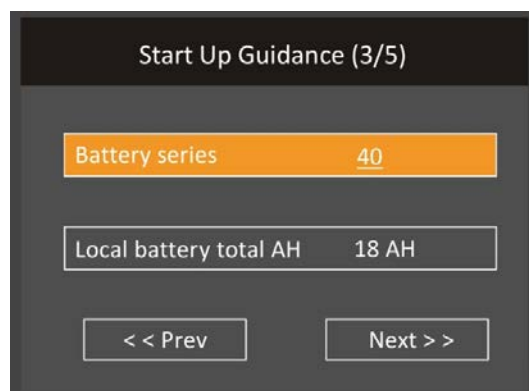 Start Up Guidance (3/5)
Battery series 40
Local battery total AH 18 AH
< < Prev Next > >